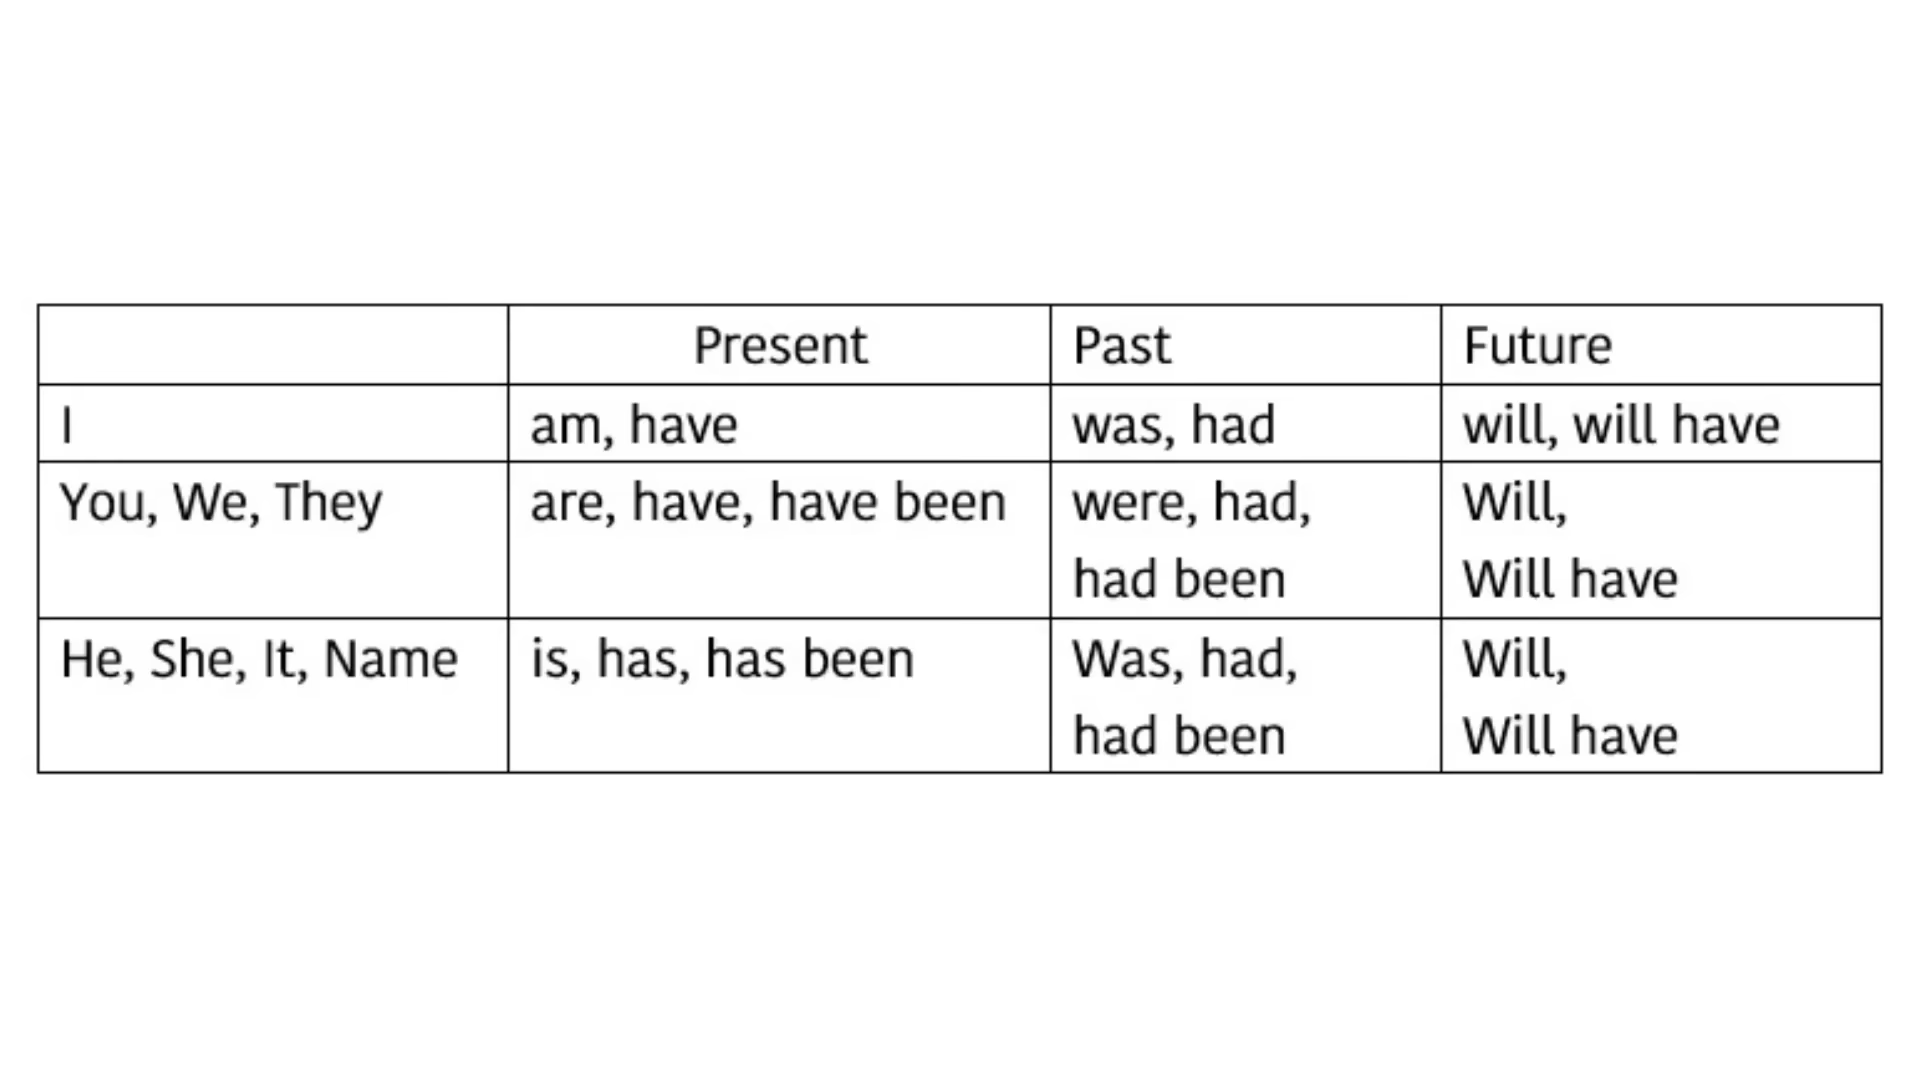 Present Past Future
I am, have was, had will, will have
You, We, They are, have, have been were, had, Will,
had been Will have
He, She, It, Name is, has, has been Was, had, Will,
had been Will have